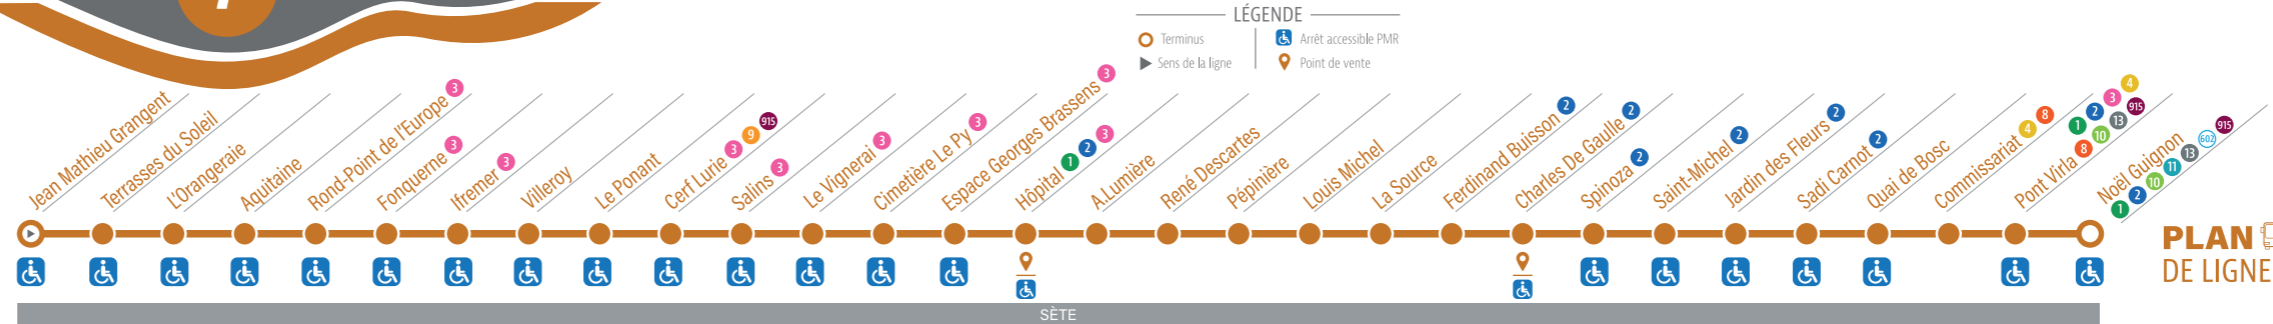 LÉGENDE
Terminus
Arrêt accessible PMR
Sens de la ligne
Point de vente
Jean Mathieu Grangent
Terrasses du Soleil
L'Orangeraie
Aquitaine
Rond-Point de l'Europe 3
Fonquerne 3
Ifremer 3
Villeroy
Le Ponant
Cerf Lurie 3 9 915
Salins 3
Le Vignerai 3
Cimetière Le Py 3
Espace Georges Brassens 3
Hôpital 1 2 3
A.Lumière
René Descartes
Pépinière
Louis Michel
La Source
Ferdinand Buisson 2
Charles De Gaulle 2
Spinoza 2
Saint-Michel 2
Jardin des Fleurs 2
Sadi Carnot 2
Quai de Bosc
Commissariat 4 8
Pont Virla 1 2 3 4 8 10 13 915
Noël Guignon 1 2 10 11 13 602 915
PLAN
DE LIGNE
SÈTE